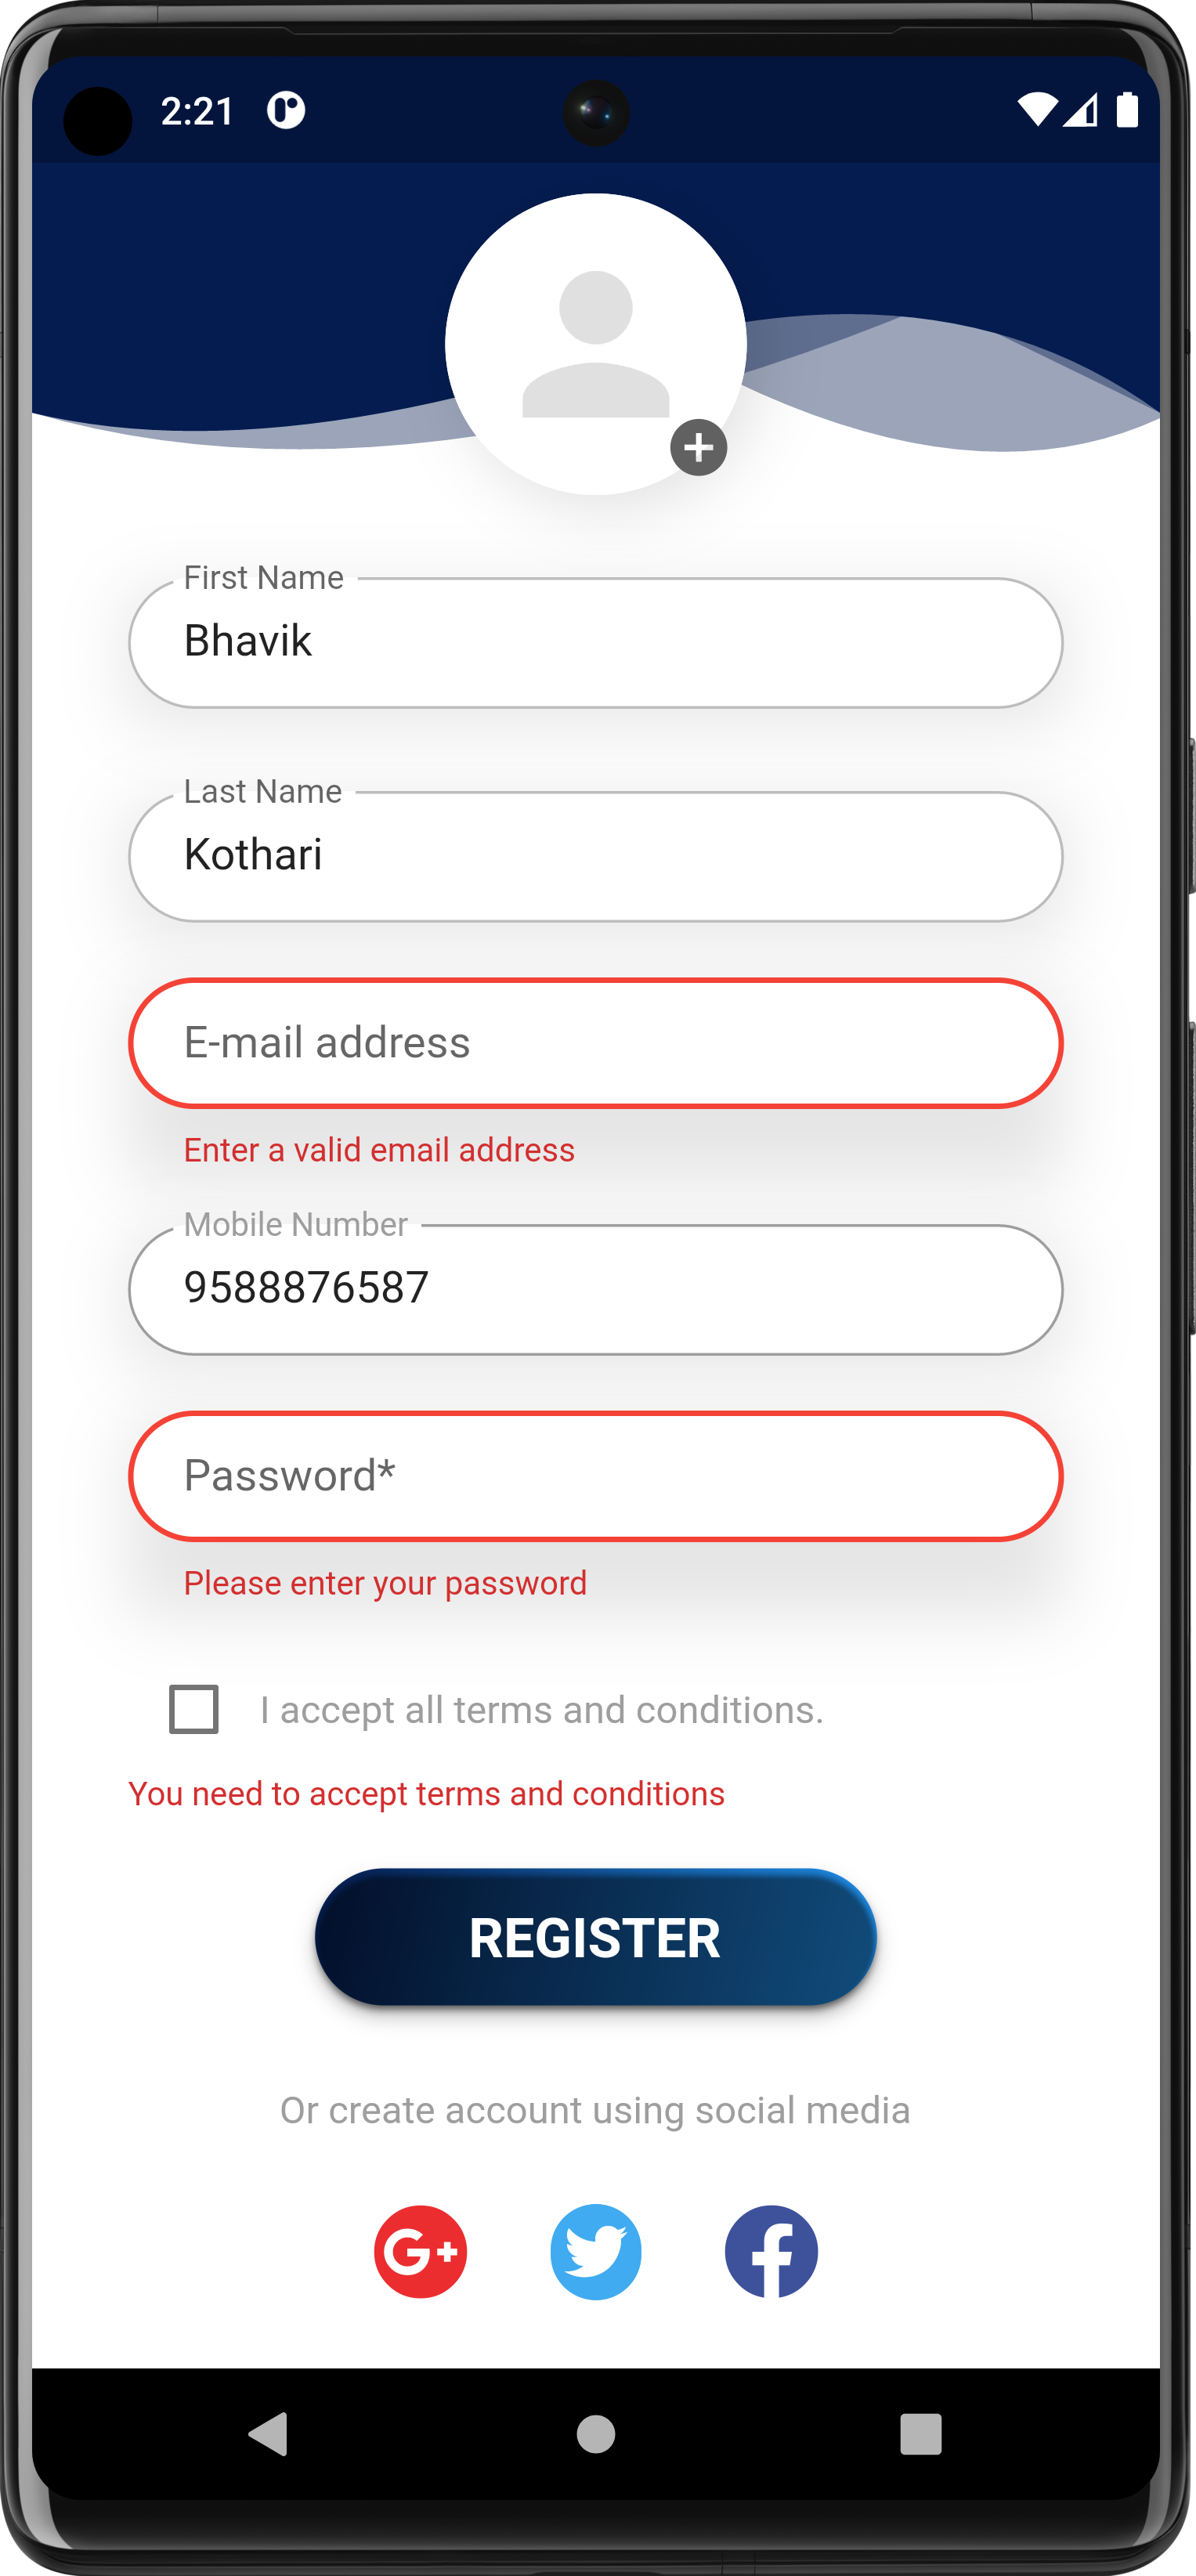 2:21
First Name
Bhavik
Last Name
Kothari
E-mail address
Enter a valid email address
Mobile Number
9588876587
Password*
Please enter your password
I accept all terms and conditions.
You need to accept terms and conditions
REGISTER
Or create account using social media
G+